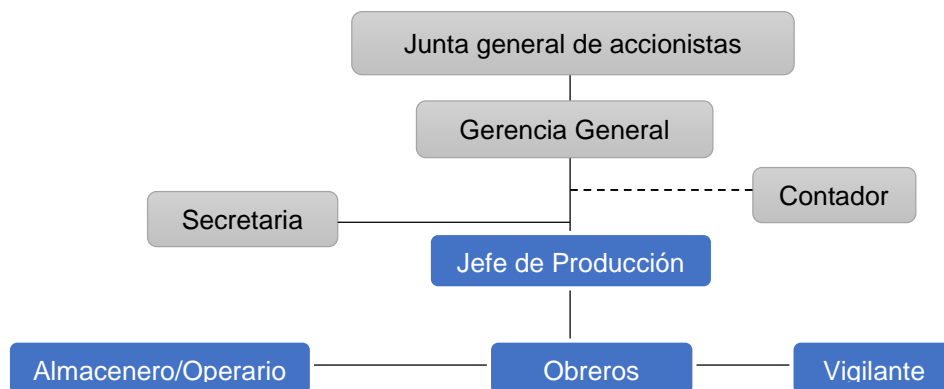 Junta general de accionistas
Gerencia General
Contador
Secretaria
Jefe de Producción
Almacenero/Operario
Obreros
Vigilante